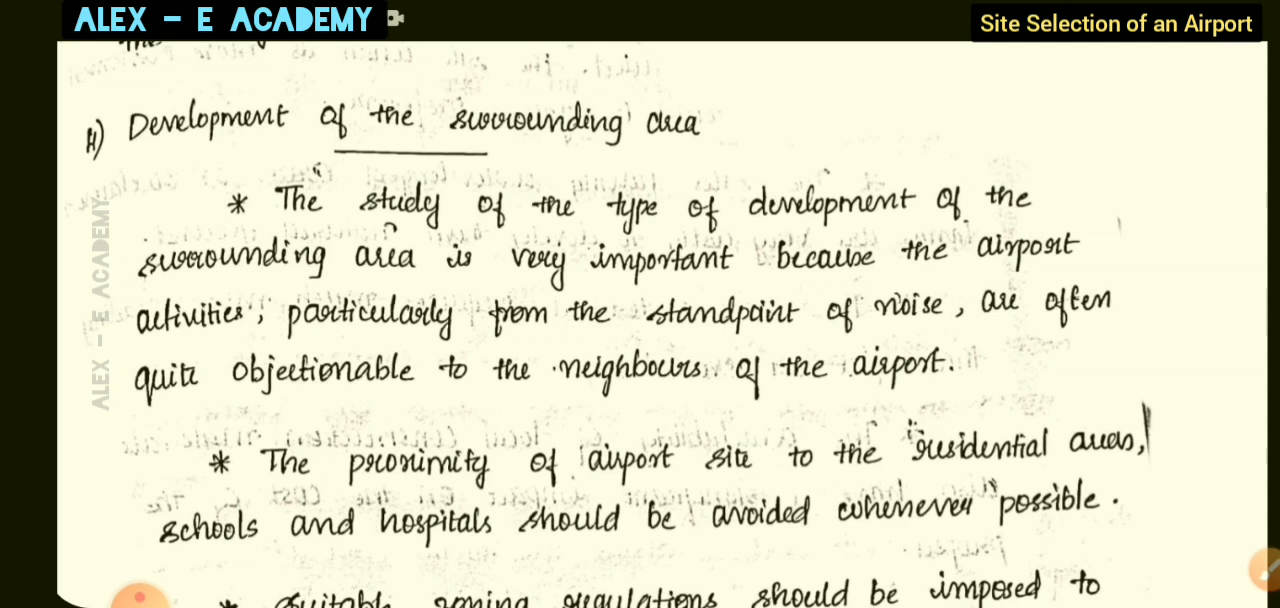 ALEX - E ACADEMY
Site Selection of an Airport
H) Development of the surrounding area
* The study of the type of development of the
surrounding area is very important because the airport
activities, particularly from the standpoint of noise, are often
quite objectionable to the neighbours of the airport.
* The proximity of airport site to the residential areas,
schools and hospitals should be avoided whenever possible.
* Suitable zoning regulations should be imposed to
ALEX - E ACADEMY